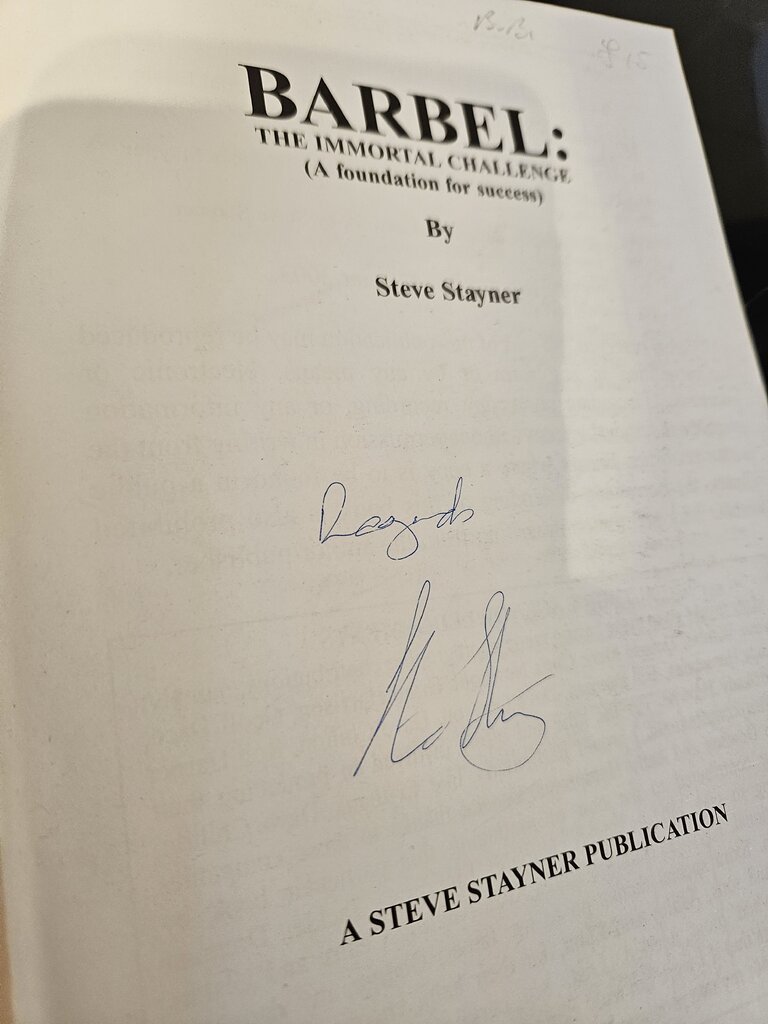 BARBEL:
THE IMMORTAL CHALLENGE
(A foundation for success)
By
Steve Stayner
Regards
A STEVE STAYNER PUBLICATION